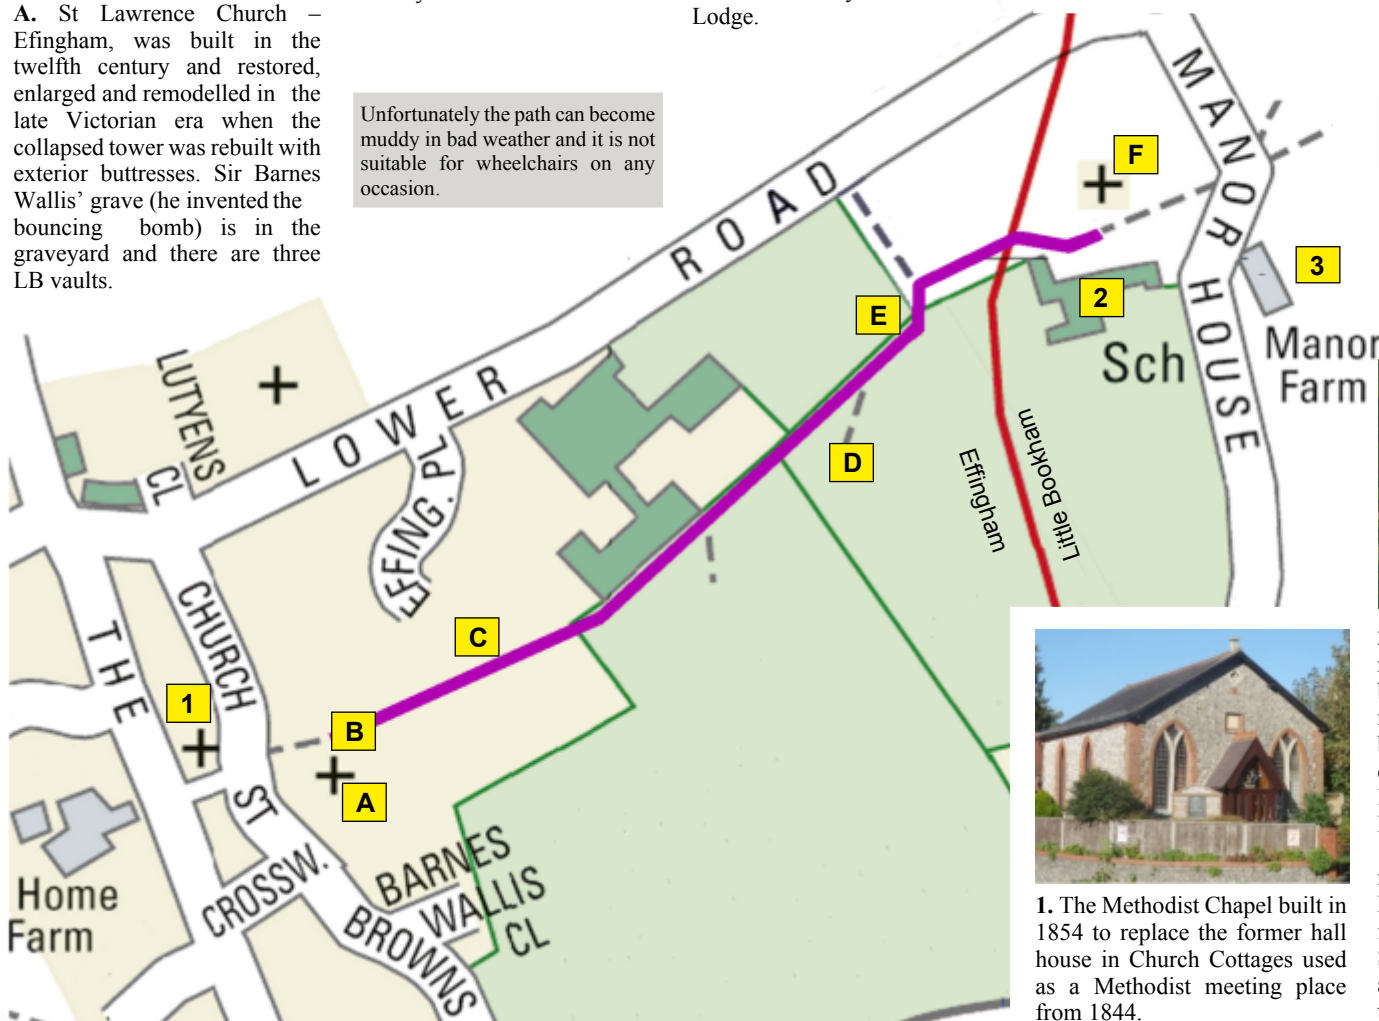 A. St Lawrence Church –
Efingham, was built in the
twelfth century and restored,
enlarged and remodelled in the
late Victorian era when the
collapsed tower was rebuilt with
exterior buttresses. Sir Barnes
Wallis’ grave (he invented the
bouncing bomb) is in the
graveyard and there are three
LB vaults.
Lodge.
Unfortunately the path can become
muddy in bad weather and it is not
suitable for wheelchairs on any
occasion.
LOWER ROAD
MANOR HOUSE
F
3
2
E
Sch
Manor
Farm
LUTYENS
CL
EFFING. PL
D
Effingham
Little Bookham
C
CHURCH
ST
THE
1
B
A
Home
Farm
CROSSW.
BARNES
WALLIS
CL
BROWNS
1. The Methodist Chapel built in
1854 to replace the former hall
house in Church Cottages used
as a Methodist meeting place
from 1844.